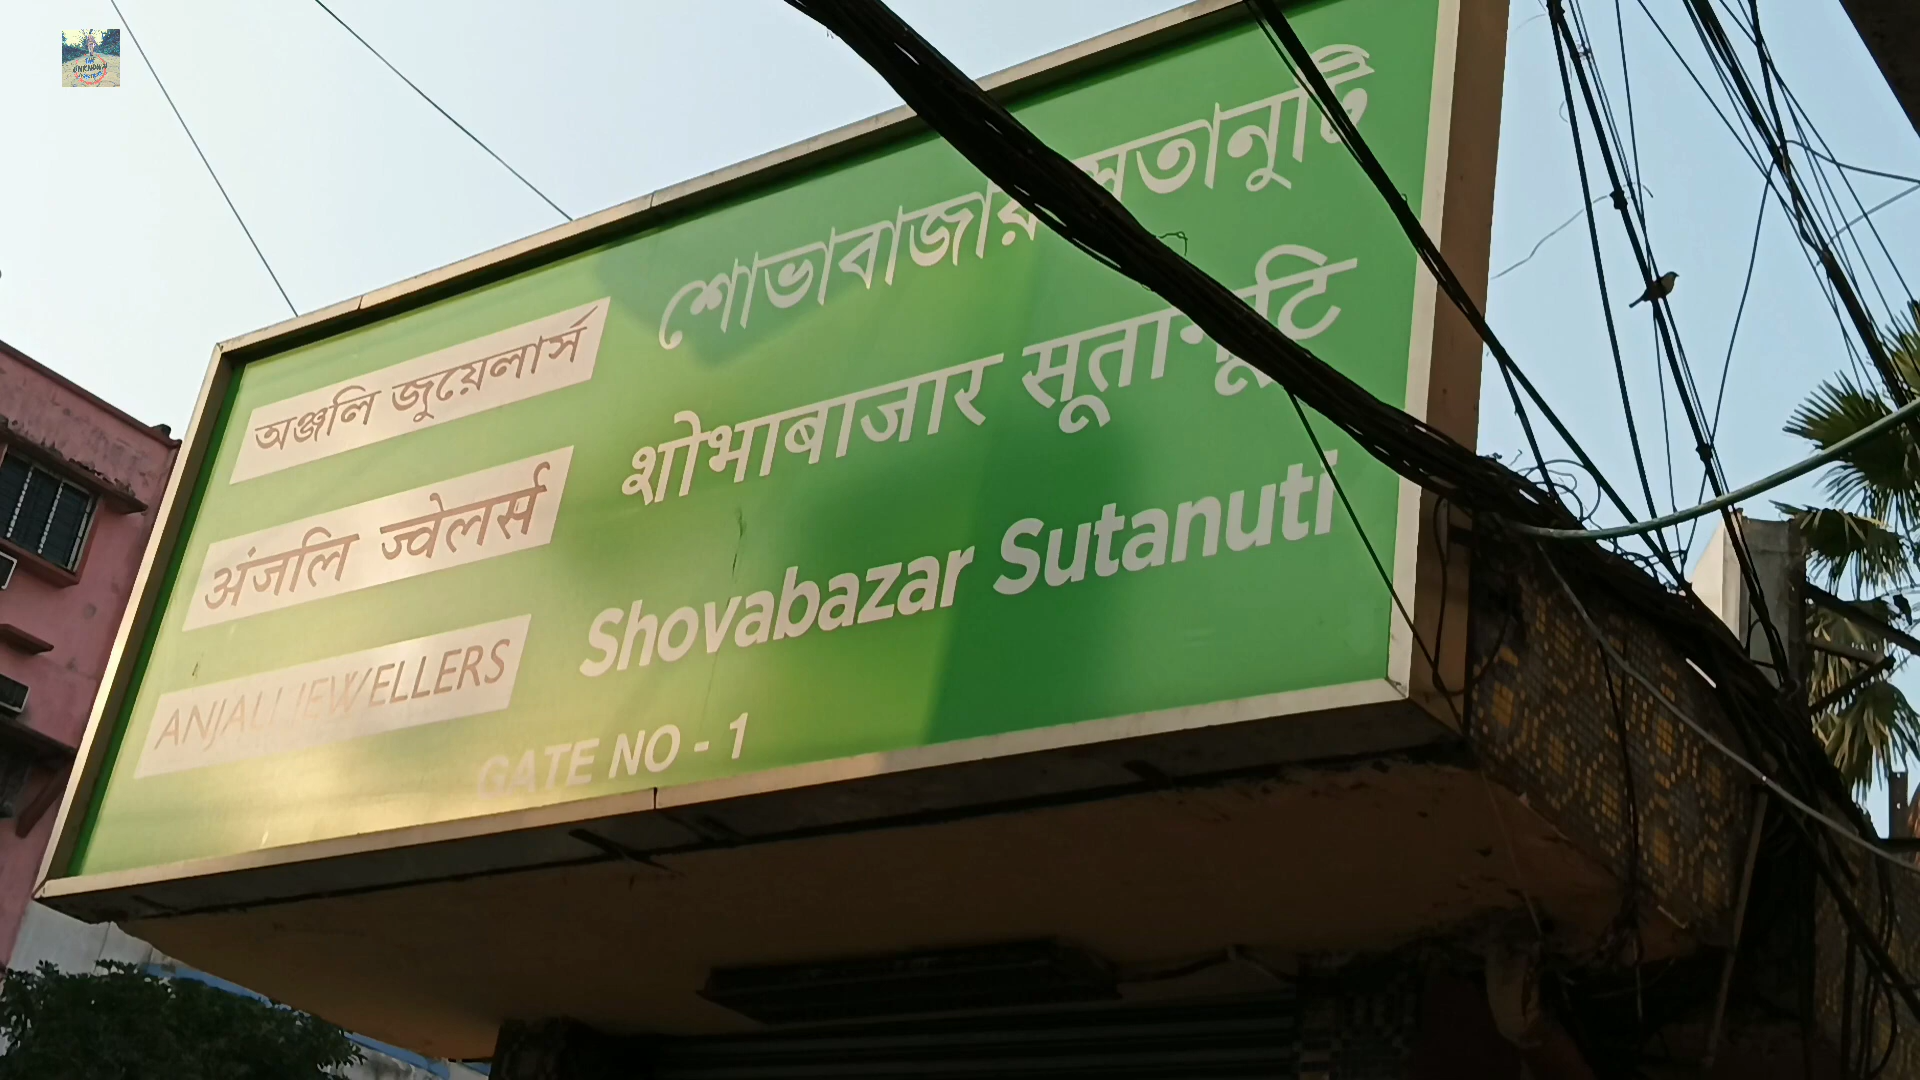 অঞ্জলি জুয়েলার্স
अंजलि ज्वेलर्स
ANJALI JEWELLERS
শোভাবাজার সুতানুটি
शोभाबाजार सूतानूटि
Shovabazar Sutanuti
GATE NO - 1